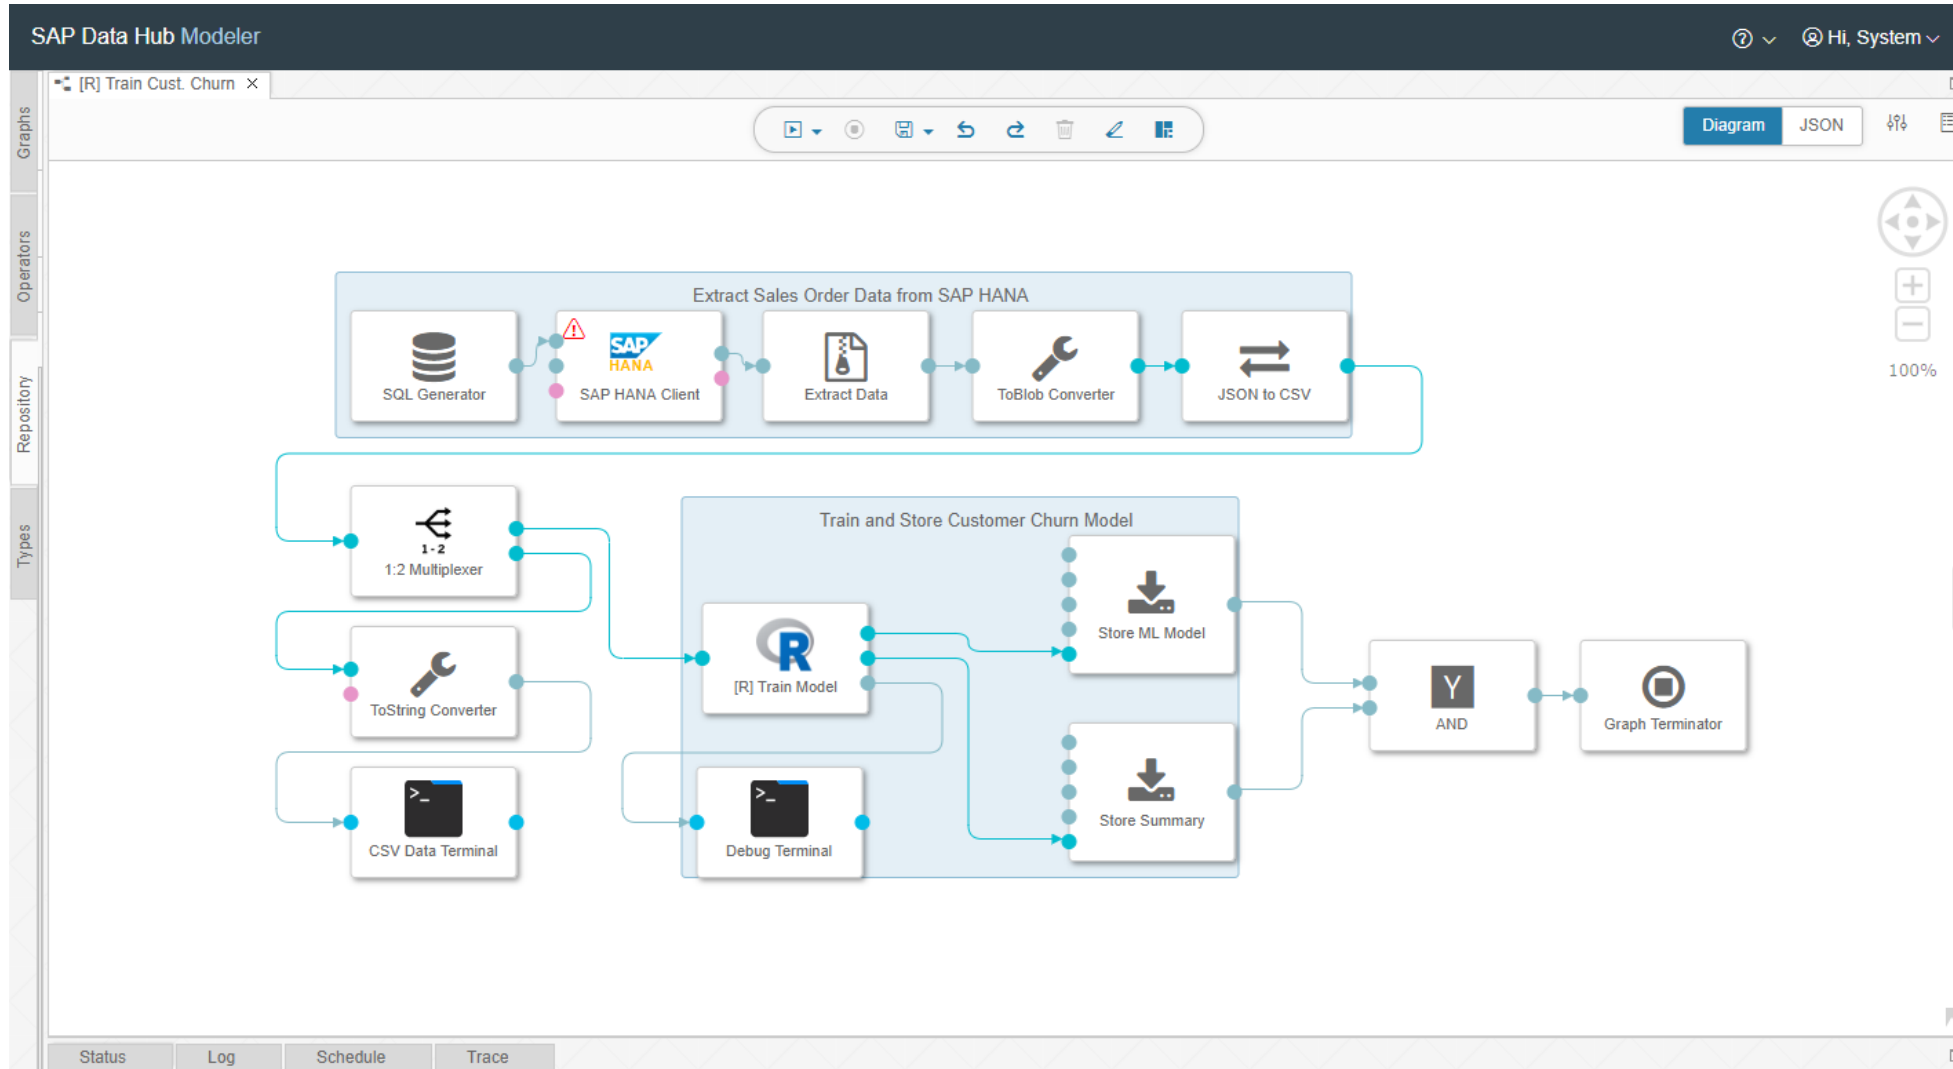 SAP Data Hub Modeler
Hi, System
[R] Train Cust. Churn
Diagram
JSON
Graphs
Operators
Repository
Types
100%
Extract Sales Order Data from SAP HANA
SQL Generator
SAP
HANA
SAP HANA Client
Extract Data
ToBlob Converter
JSON to CSV
1 - 2
1:2 Multiplexer
Train and Store Customer Churn Model
Store ML Model
R
[R] Train Model
ToString Converter
Y
AND
Graph Terminator
>_
CSV Data Terminal
>_
Debug Terminal
Store Summary
Status
Log
Schedule
Trace